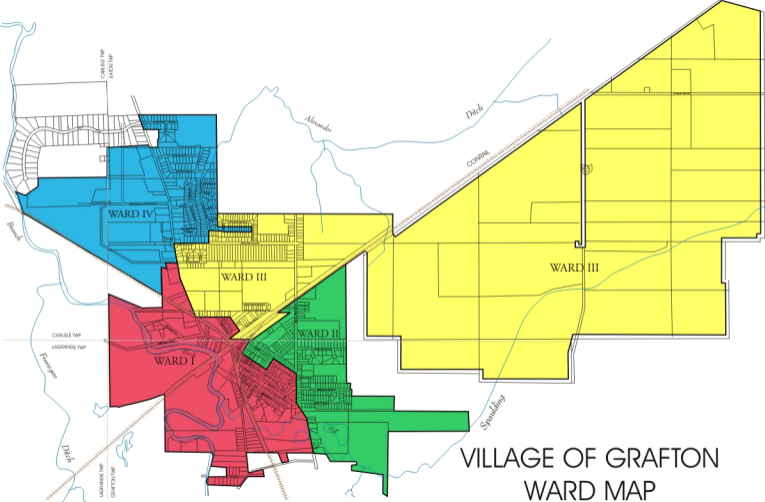 CARLISLE TWP
EATON TWP
Alexander
Ditch
CONRAIL
WARD IV
Branch
WARD III
WARD III
WARD II
CARLISLE TWP
LAGRANGE TWP
WARD I
Ditch
Spaulding
LAGRANGE TWP
GRAFTON TWP
VILLAGE OF GRAFTON
WARD MAP